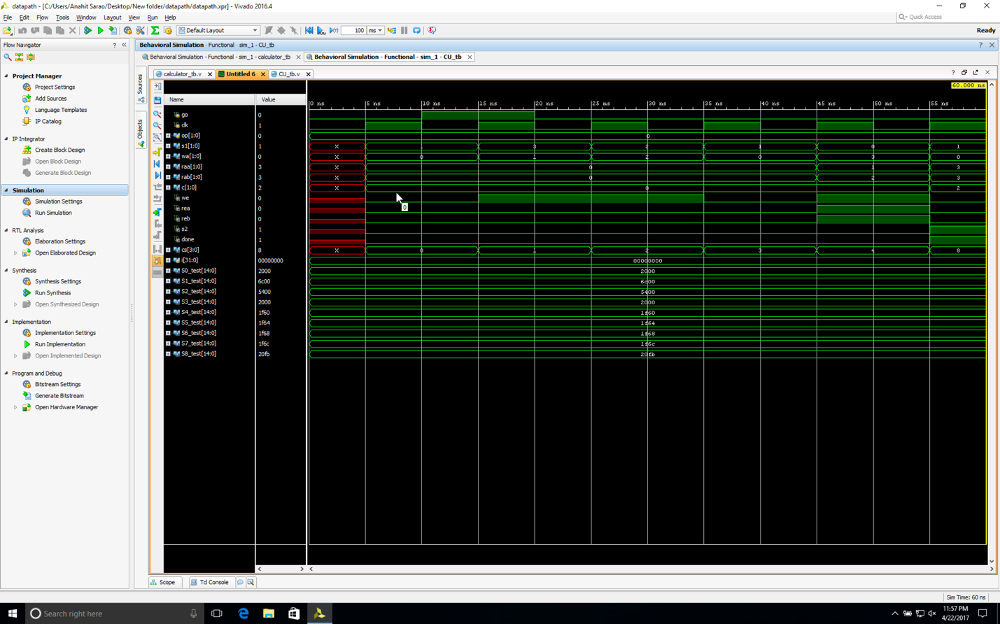 datapath - [C:/Users/Anahit Sarao/Desktop/New folder/datapath/datapath.xpr] - Vivado 2016.4
File Edit Flow Tools Window Layout View Run Help
Quick Access
Default Layout
100 ms
Ready
Flow Navigator
Project Manager
Project Settings
Add Sources
Language Templates
IP Catalog
IP Integrator
Create Block Design
Open Block Design
Generate Block Design
Simulation
Simulation Settings
Run Simulation
RTL Analysis
Elaboration Settings
Open Elaborated Design
Synthesis
Synthesis Settings
Run Synthesis
Open Synthesized Design
Implementation
Implementation Settings
Run Implementation
Open Implemented Design
Program and Debug
Bitstream Settings
Generate Bitstream
Open Hardware Manager
Behavioral Simulation - Functional - sim_1 - CU_tb
Behavioral Simulation - Functional - sim_1 - calculator_tb
Behavioral Simulation - Functional - sim_1 - CU_tb
calculator_tb.v Untitled 6 CU_tb.v
Sources
Objects
60.000 ns
Name Value
0 ns 5 ns 10 ns 15 ns 20 ns 25 ns 30 ns 35 ns 40 ns 45 ns 50 ns 55 ns
go 0
clk 1
op[1:0] 0 0
s1[1:0] 1 X 1 3 2 1 0 1
wa[1:0] 0 X 0 1 2 0 3 0
raa[1:0] 3 X 0 1 3
rab[1:0] 3 X 0 2 3
c[1:0] 2 X 0 2
we 0
rea 0
0
reb 0
s2 1
done 1
cs[3:0] 8 X 0 1 2 3 4 8
i[31:0] 00000000 00000000
S0_test[14:0] 2000 2000
S1_test[14:0] 6c00 6c00
S2_test[14:0] 5400 5400
S3_test[14:0] 2000 2000
S4_test[14:0] 1f60 1f60
S5_test[14:0] 1f64 1f64
S6_test[14:0] 1f68 1f68
S7_test[14:0] 1f6c 1f6c
S8_test[14:0] 20fb 20fb
Scope Tcl Console
Sim Time: 60 ns
Search right here
11:57 PM
4/22/2017